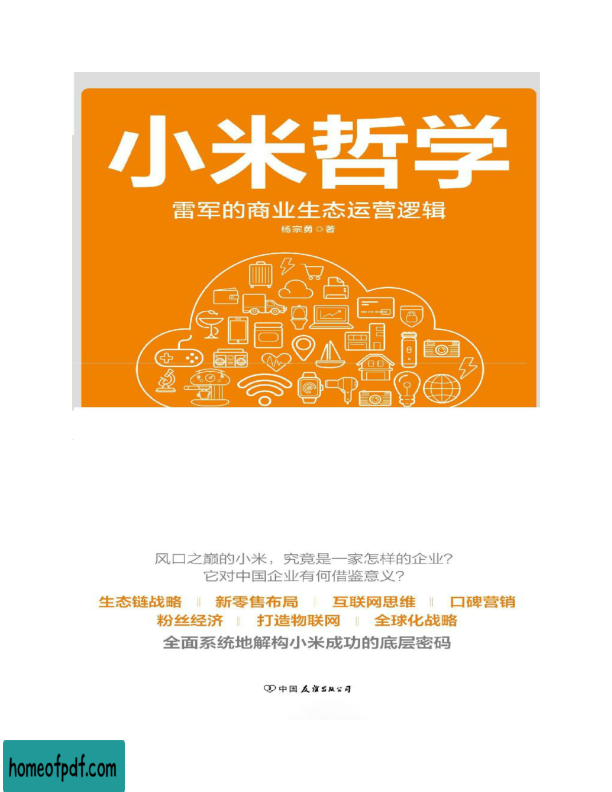 小米哲学
雷军的商业生态运营逻辑
杨宗勇◎著
风口之巅的小米，究竟是一家怎样的企业？
它对中国企业有何借鉴意义？
生态链战略 ‖ 新零售布局 ‖ 互联网思维 ‖ 口碑营销
粉丝经济 ‖ 打造物联网 ‖ 全球化战略
全面系统地解构小米成功的底层密码
中国友谊出版公司
homeofpdf.com